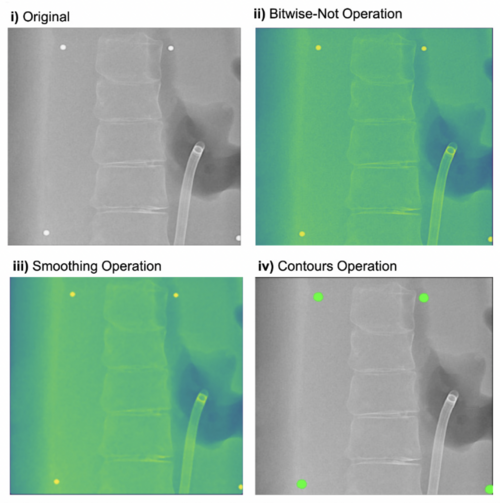 i) Original
ii) Bitwise-Not Operation
iii) Smoothing Operation
iv) Contours Operation